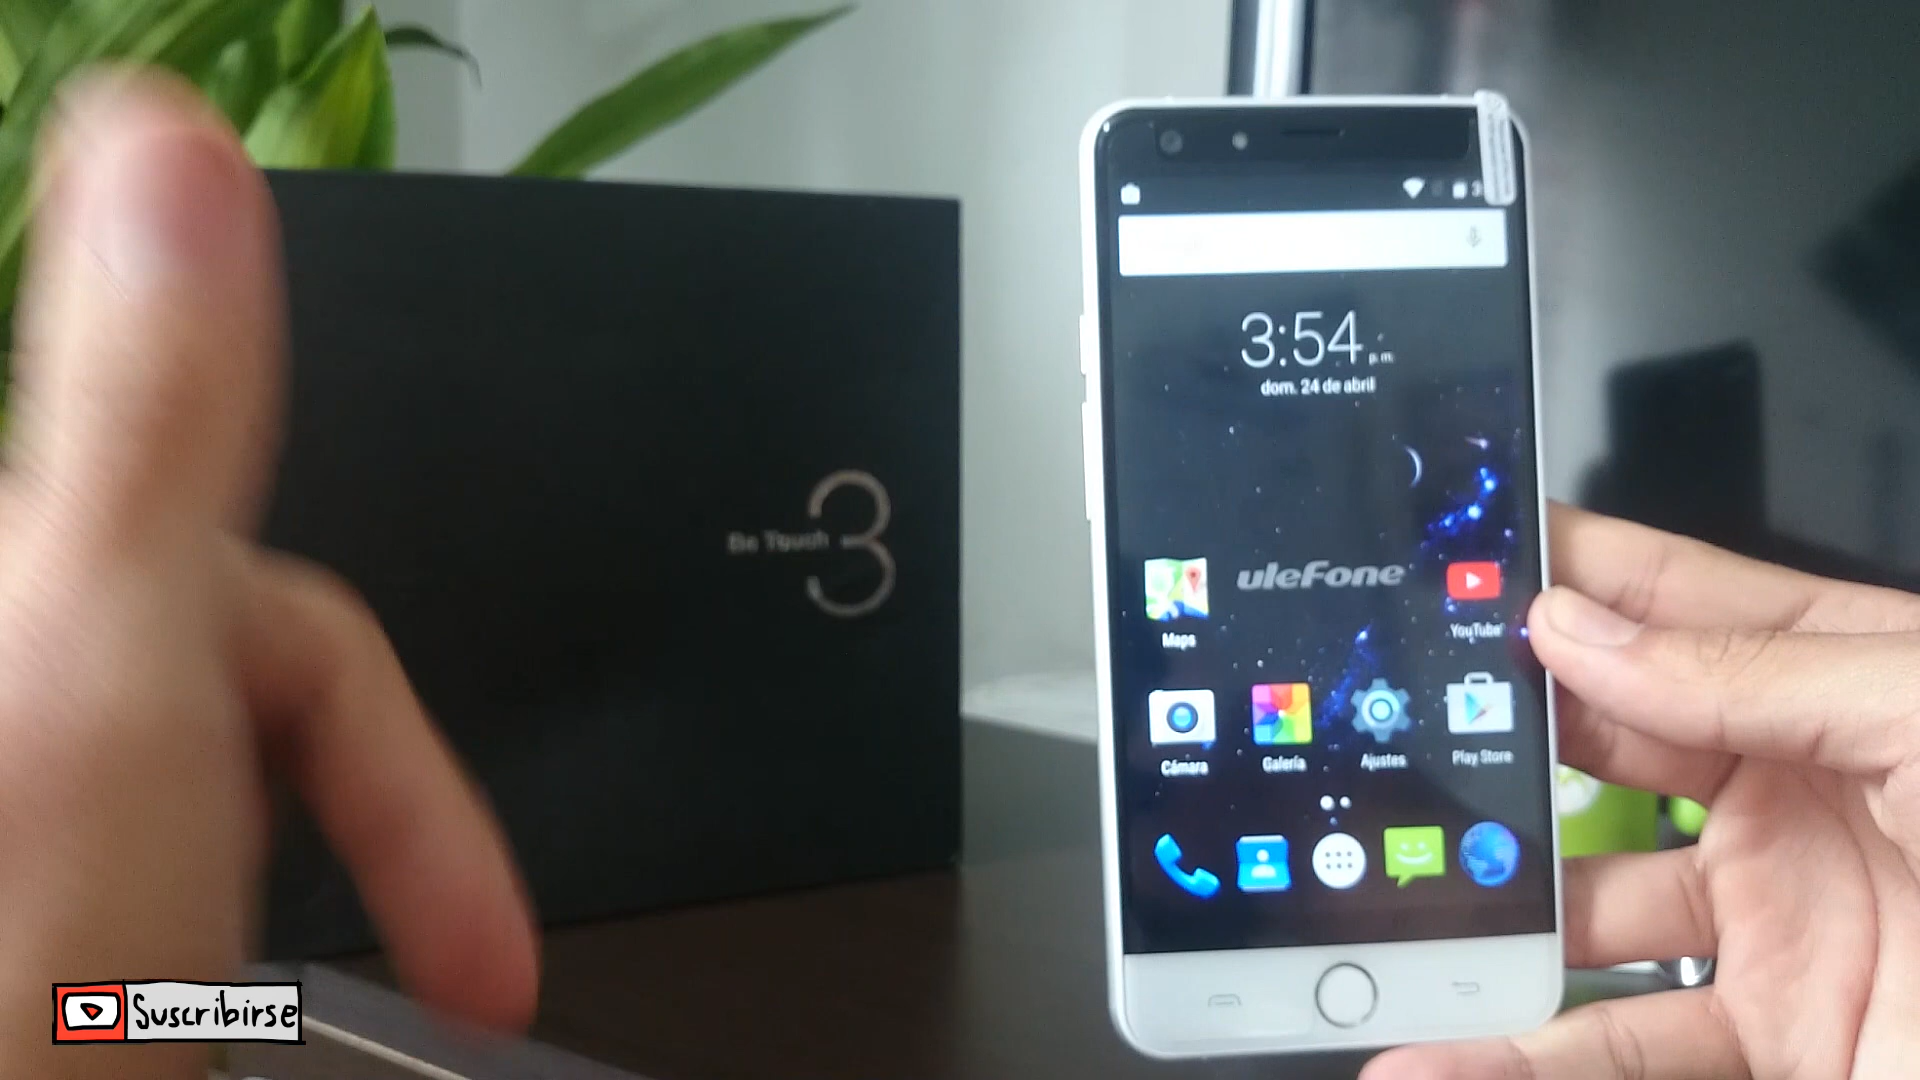 Be Touch 3
3:54 p.m.
dom. 24 de abril
uleFone
Maps
YouTube
Cámara
Galería
Ajustes
Play Store
Suscribirse